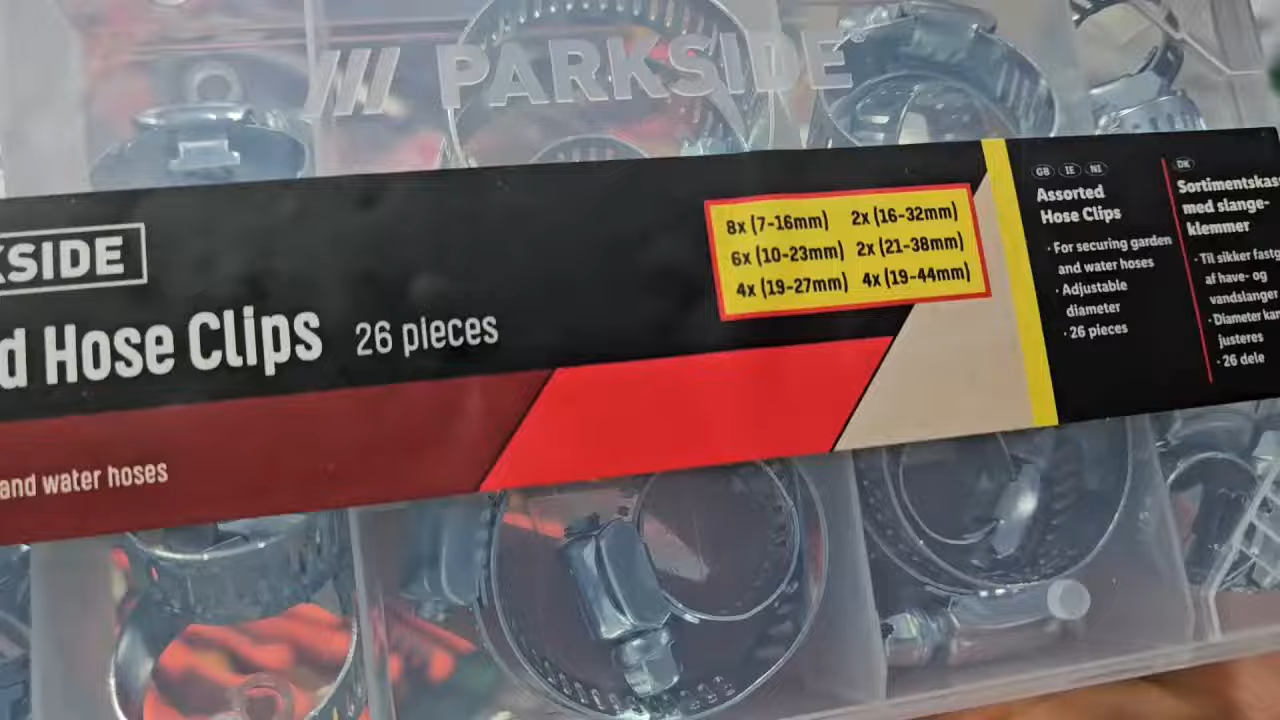 PARKSIDE
KSIDE
d Hose Clips 26 pieces
and water hoses
8x (7-16mm) 2x (16-32mm)
6x (10-23mm) 2x (21-38mm)
4x (19-27mm) 4x (19-44mm)
GB IE NI
Assorted
Hose Clips
· For securing garden
and water hoses
· Adjustable
diameter
· 26 pieces
DK
Sortimentskas
med slange-
klemmer
· Til sikker fastg
af have- og
vandslanger
· Diameter kan
justeres
· 26 dele